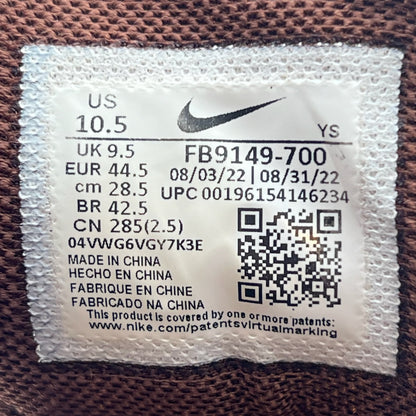 US
10.5
YS
UK 9.5
EUR 44.5
cm 28.5
BR 42.5
CN 285(2.5)
FB9149-700
08/03/22 | 08/31/22
UPC 00196154146234
04VWG6VGY7K3E
MADE IN CHINA
HECHO EN CHINA
FABRIQUE EN CHINE
FABRICADO NA CHINA
This product is covered by one or more patents:
www.nike.com/patentsvirtualmarking